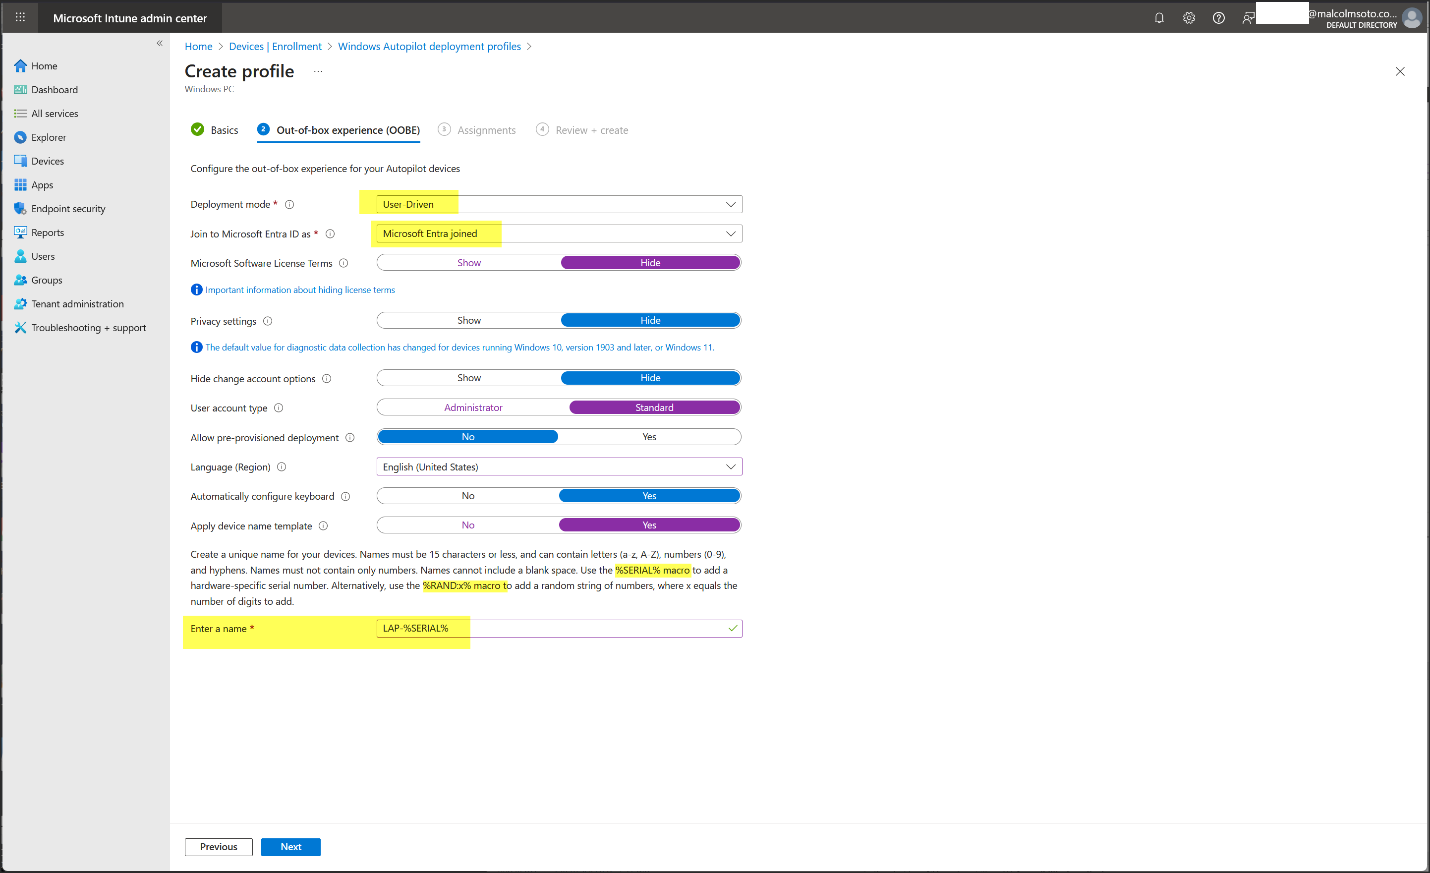 Microsoft Intune admin center
@malcolmsoto.co...
DEFAULT DIRECTORY
Home
Dashboard
All services
Explorer
Devices
Apps
Endpoint security
Reports
Users
Groups
Tenant administration
Troubleshooting + support
Home > Devices | Enrollment > Windows Autopilot deployment profiles >
Create profile ...
Windows PC
Basics
2 Out-of-box experience (OOBE)
3 Assignments
4 Review + create
Configure the out-of-box experience for your Autopilot devices
Deployment mode * User-Driven
Join to Microsoft Entra ID as * Microsoft Entra joined
Microsoft Software License Terms Show Hide
Important information about hiding license terms
Privacy settings Show Hide
The default value for diagnostic data collection has changed for devices running Windows 10, version 1903 and later, or Windows 11.
Hide change account options Show Hide
User account type Administrator Standard
Allow pre-provisioned deployment No Yes
Language (Region) English (United States)
Automatically configure keyboard No Yes
Apply device name template No Yes
Create a unique name for your devices. Names must be 15 characters or less, and can contain letters (a-z, A-Z), numbers (0-9),
and hyphens. Names must not contain only numbers. Names cannot include a blank space. Use the %SERIAL% macro to add a
hardware-specific serial number. Alternatively, use the %RAND:x% macro to add a random string of numbers, where x equals the
number of digits to add.
Enter a name * LAP-%SERIAL%
Previous
Next